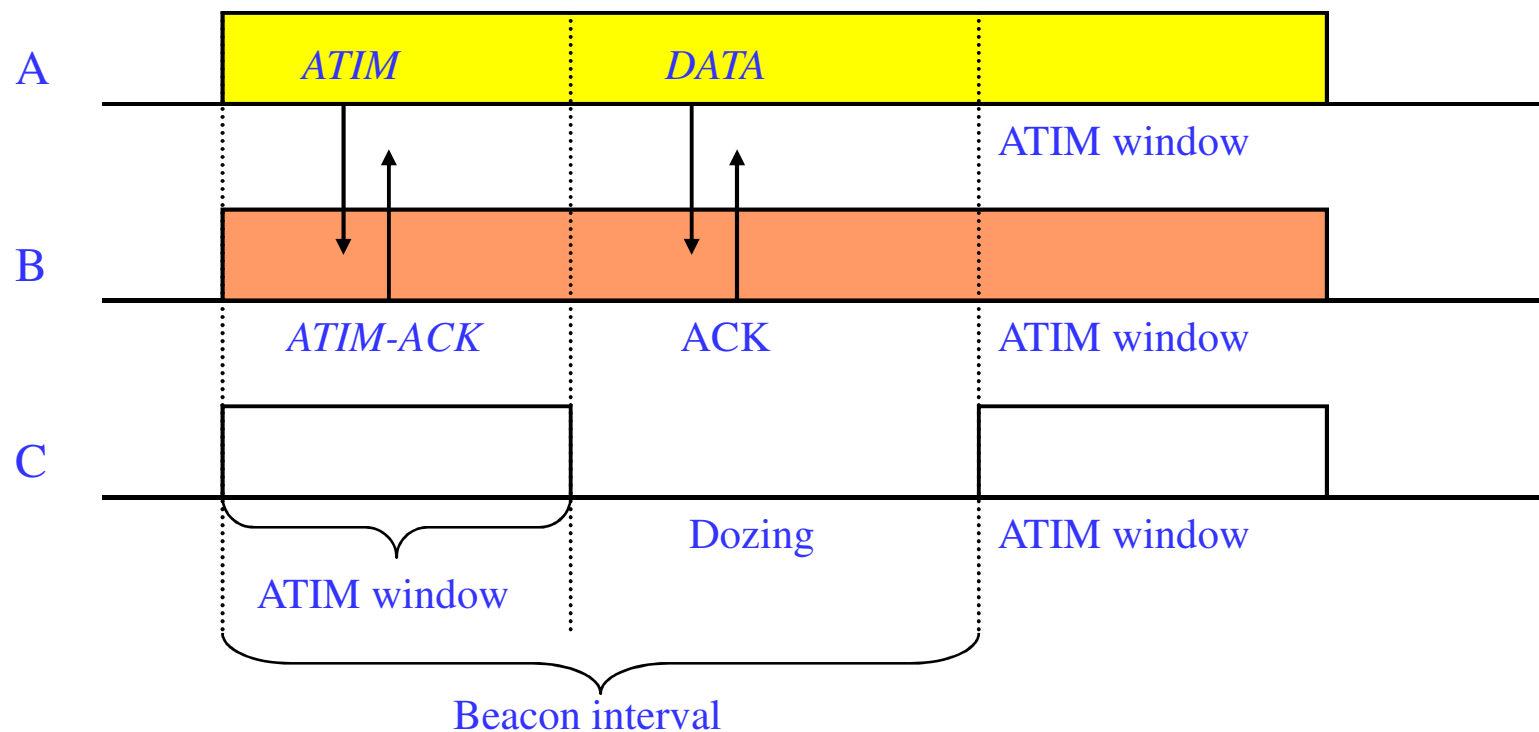 A
ATIM
DATA
ATIM window
B
ATIM-ACK
ACK
ATIM window
C
Dozing
ATIM window
ATIM window
Beacon interval